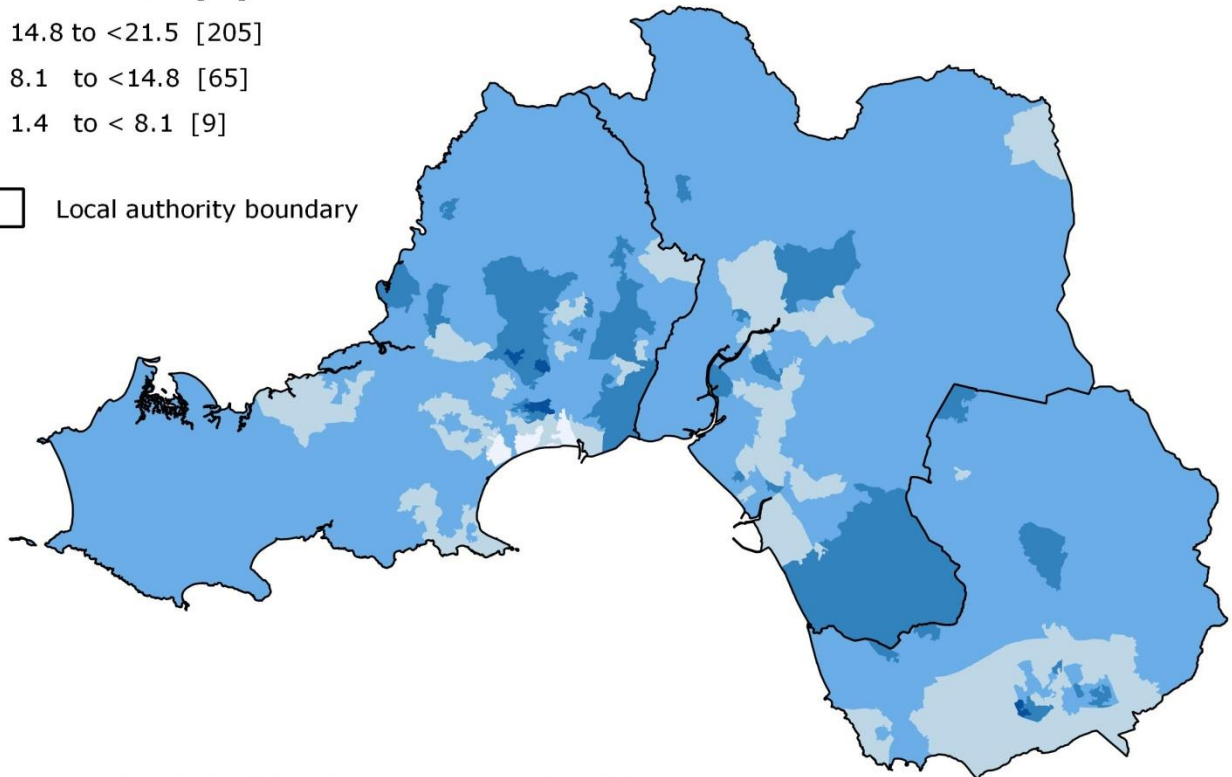 14.8 to <21.5 [205]
8.1 to <14.8 [65]
1.4 to < 8.1 [9]
Local authority boundary